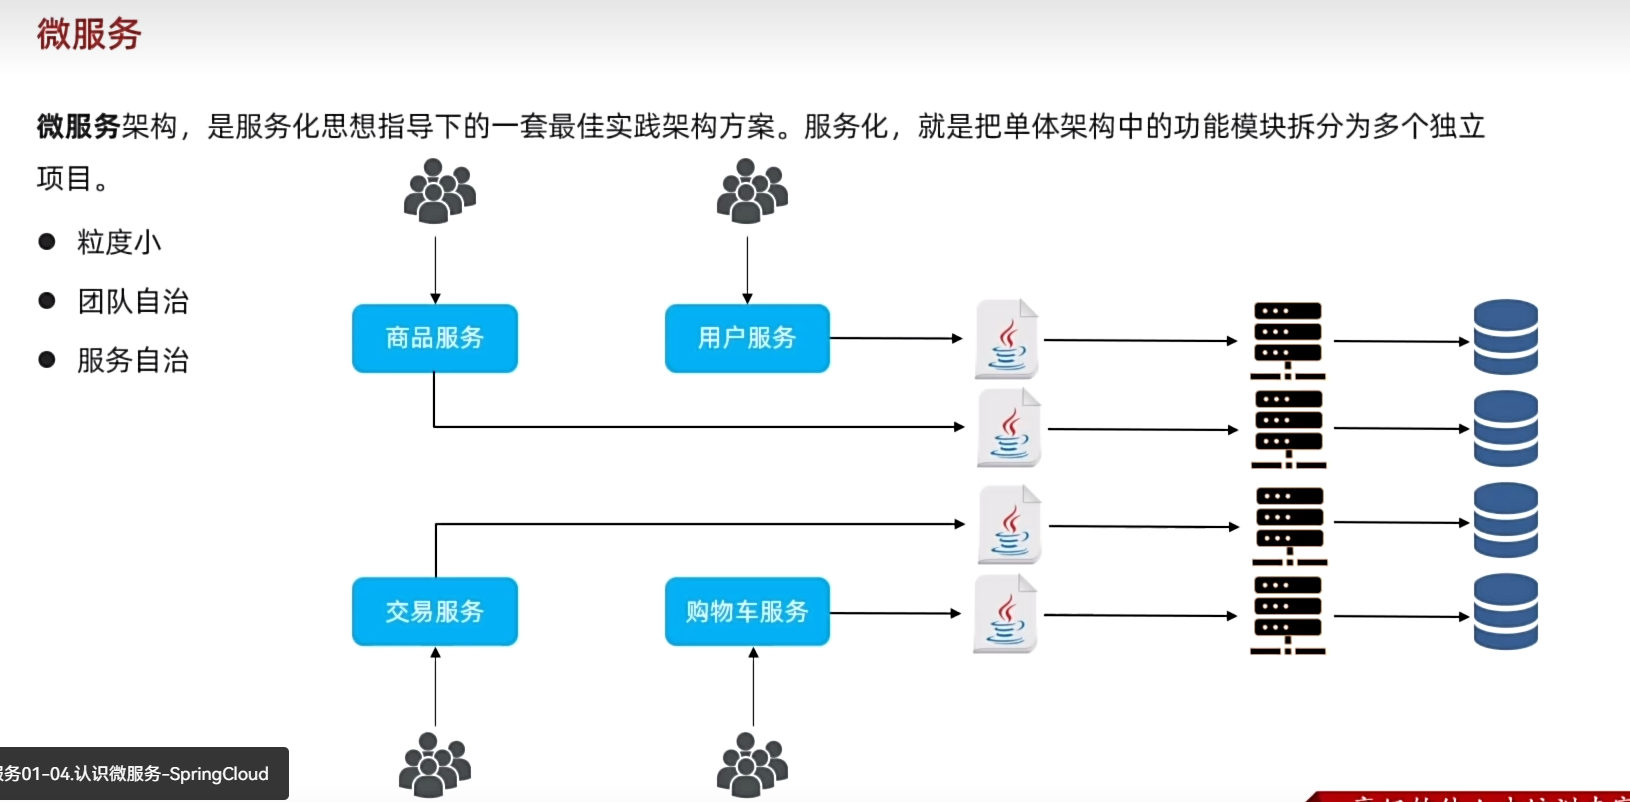 微服务
微服务架构，是服务化思想指导下的一套最佳实践架构方案。服务化，就是把单体架构中的功能模块拆分为多个独立
项目。
● 粒度小
● 团队自治
● 服务自治
商品服务
用户服务
交易服务
购物车服务
服务01-04.认识微服务-SpringCloud